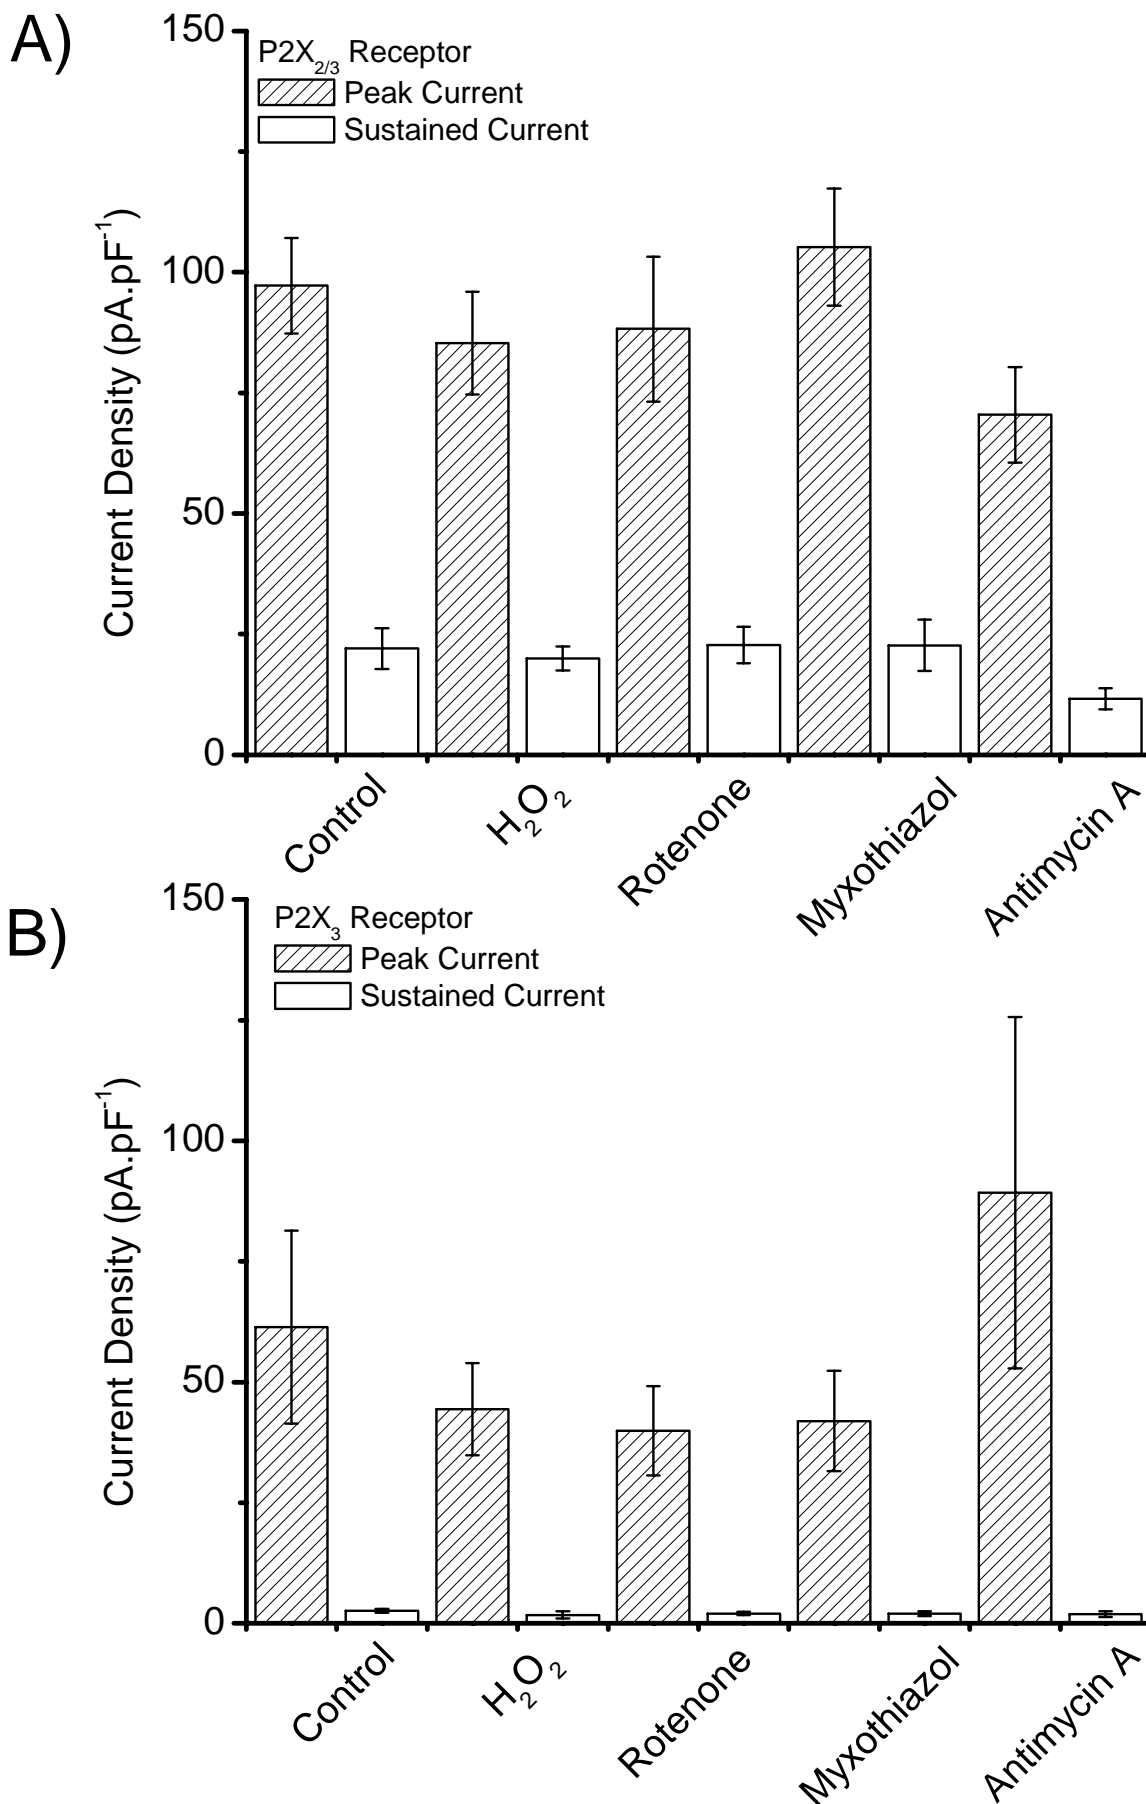 A)
150
P2X2/3 Receptor
Peak Current
Sustained Current
100
50
0
Current Density (pA.pF-1)
Control
H2O2
Rotenone
Myxothiazol
Antimycin A
B)
150
P2X3 Receptor
Peak Current
Sustained Current
100
50
0
Current Density (pA.pF-1)
Control
H2O2
Rotenone
Myxothiazol
Antimycin A